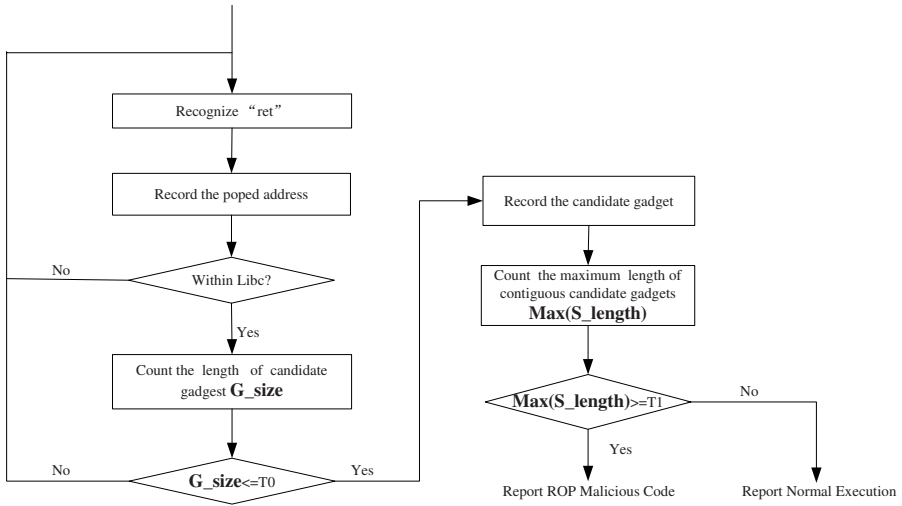 Recognize “ret”
Record the poped address
Within Libc?
No
Yes
Count the length of candidate
gadgest G_size
G_size<=T0
No
Yes
Record the candidate gadget
Count the maximum length of
contiguous candidate gadgets
Max(S_length)
Max(S_length)>=T1
No
Yes
Report ROP Malicious Code
Report Normal Execution